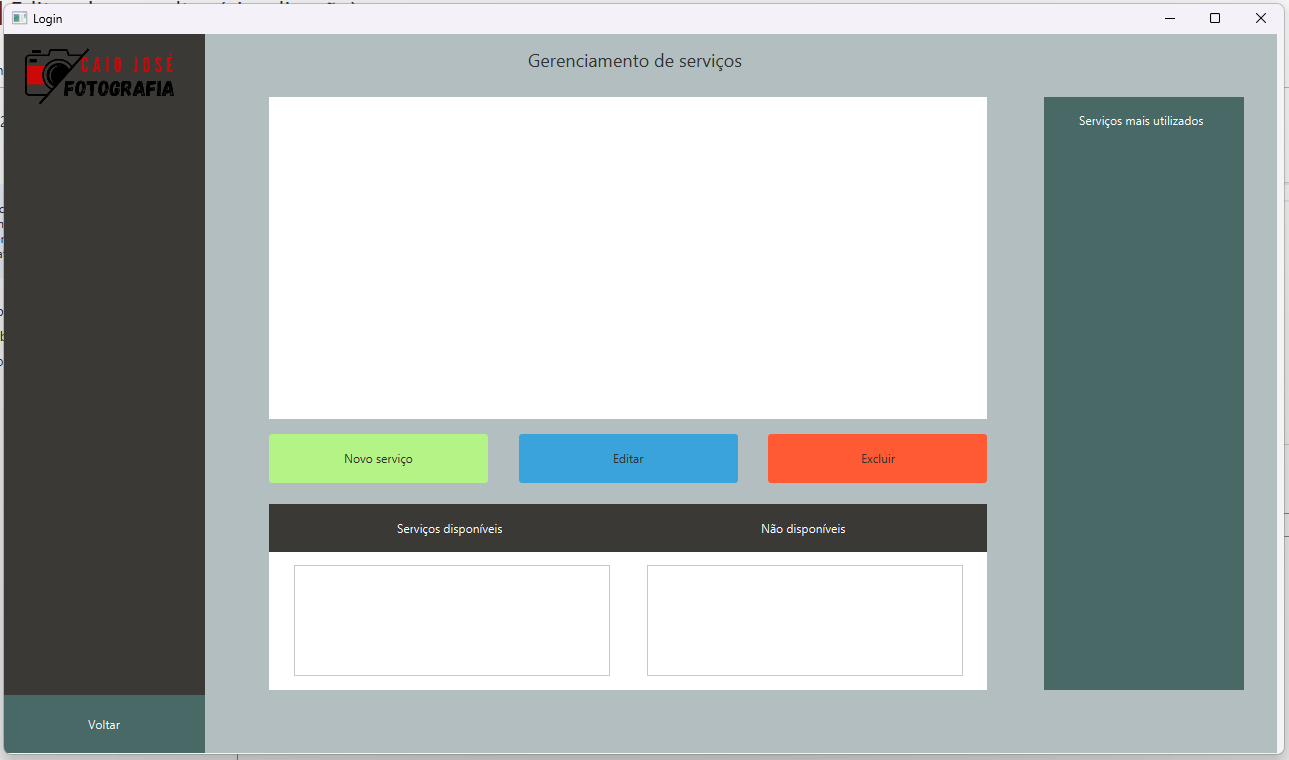 Login
CAIO JOSÉ
FOTOGRAFIA
Gerenciamento de serviços
Serviços mais utilizados
Novo serviço
Editar
Excluir
Serviços disponíveis
Não disponíveis
Voltar